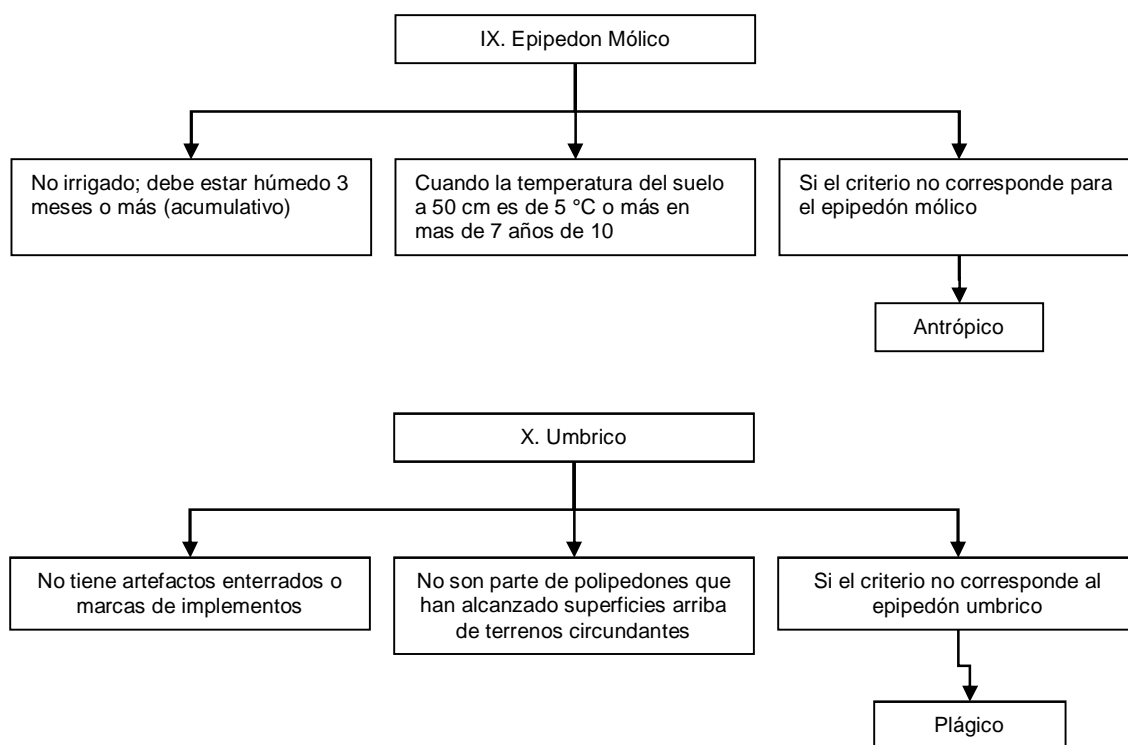 IX. Epipedon Mólico
No irrigado; debe estar húmedo 3
meses o más (acumulativo)
Cuando la temperatura del suelo
a 50 cm es de 5 °C o más en
mas de 7 años de 10
Si el criterio no corresponde para
el epipedón mólico
Antrópico
X. Umbrico
No tiene artefactos enterrados o
marcas de implementos
No son parte de polipedones que
han alcanzado superficies arriba
de terrenos circundantes
Si el criterio no corresponde al
epipedón umbrico
Plágico